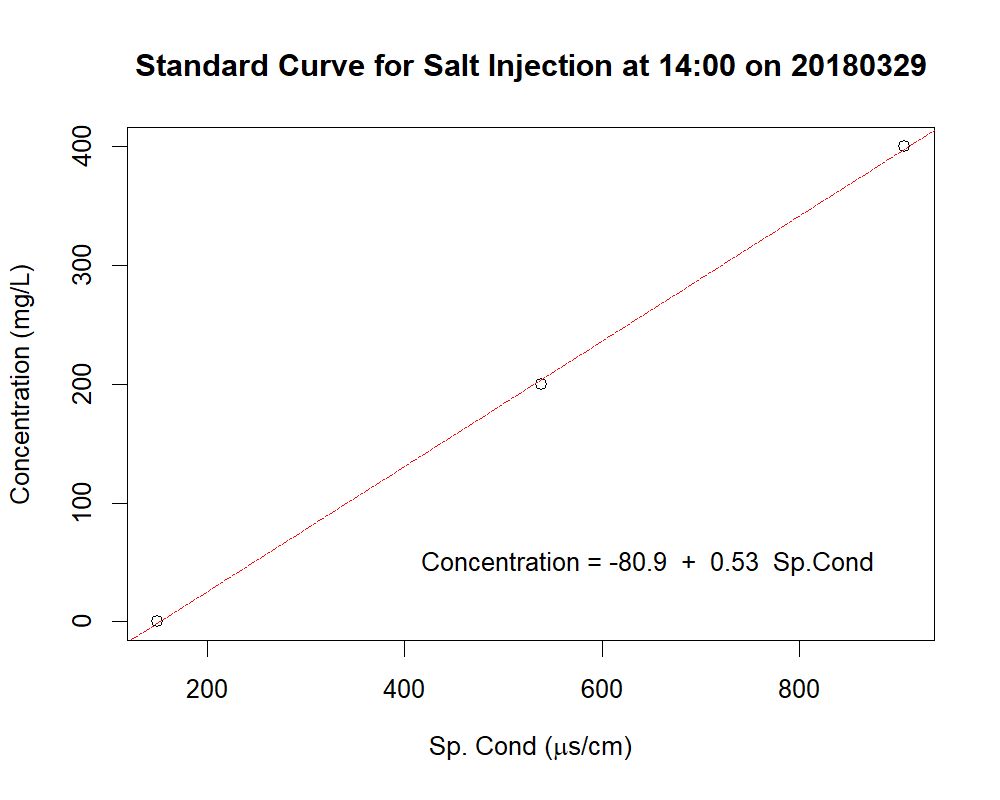 Standard Curve for Salt Injection at 14:00 on 20180329
Concentration (mg/L)
400
300
200
100
0
Concentration = -80.9 + 0.53 Sp.Cond
200 400 600 800
Sp. Cond (μs/cm)